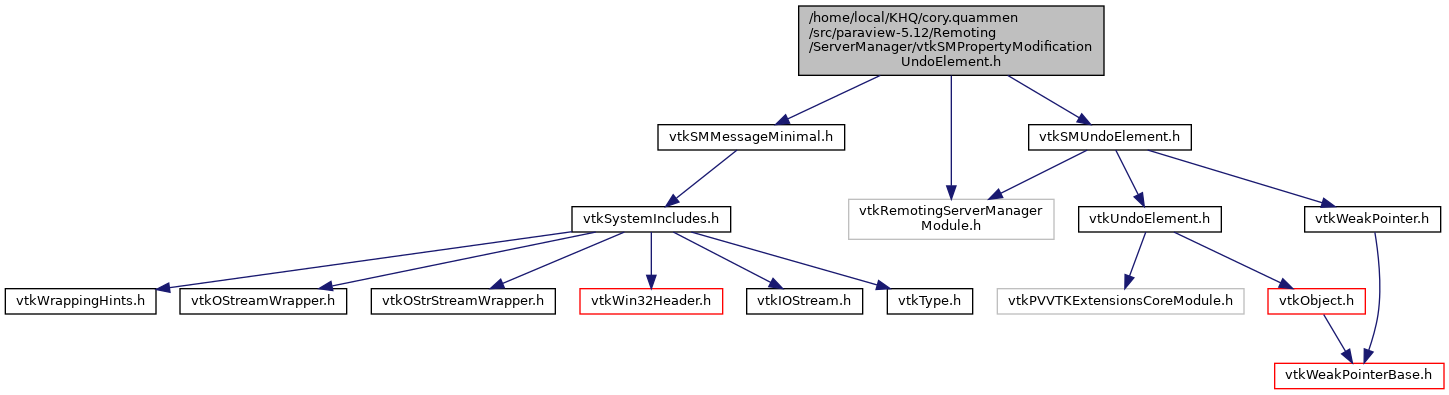 /home/local/KHQ/cory.quammen
/src/paraview-5.12/Remoting
/ServerManager/vtkSMPropertyModification
UndoElement.h
vtkSMMessageMinimal.h
vtkSMUndoElement.h
vtkSystemIncludes.h
vtkRemotingServerManager
Module.h
vtkUndoElement.h
vtkWeakPointer.h
vtkWrappingHints.h
vtkOStreamWrapper.h
vtkOStrStreamWrapper.h
vtkWin32Header.h
vtkIOStream.h
vtkType.h
vtkPVVTKExtensionsCoreModule.h
vtkObject.h
vtkWeakPointerBase.h